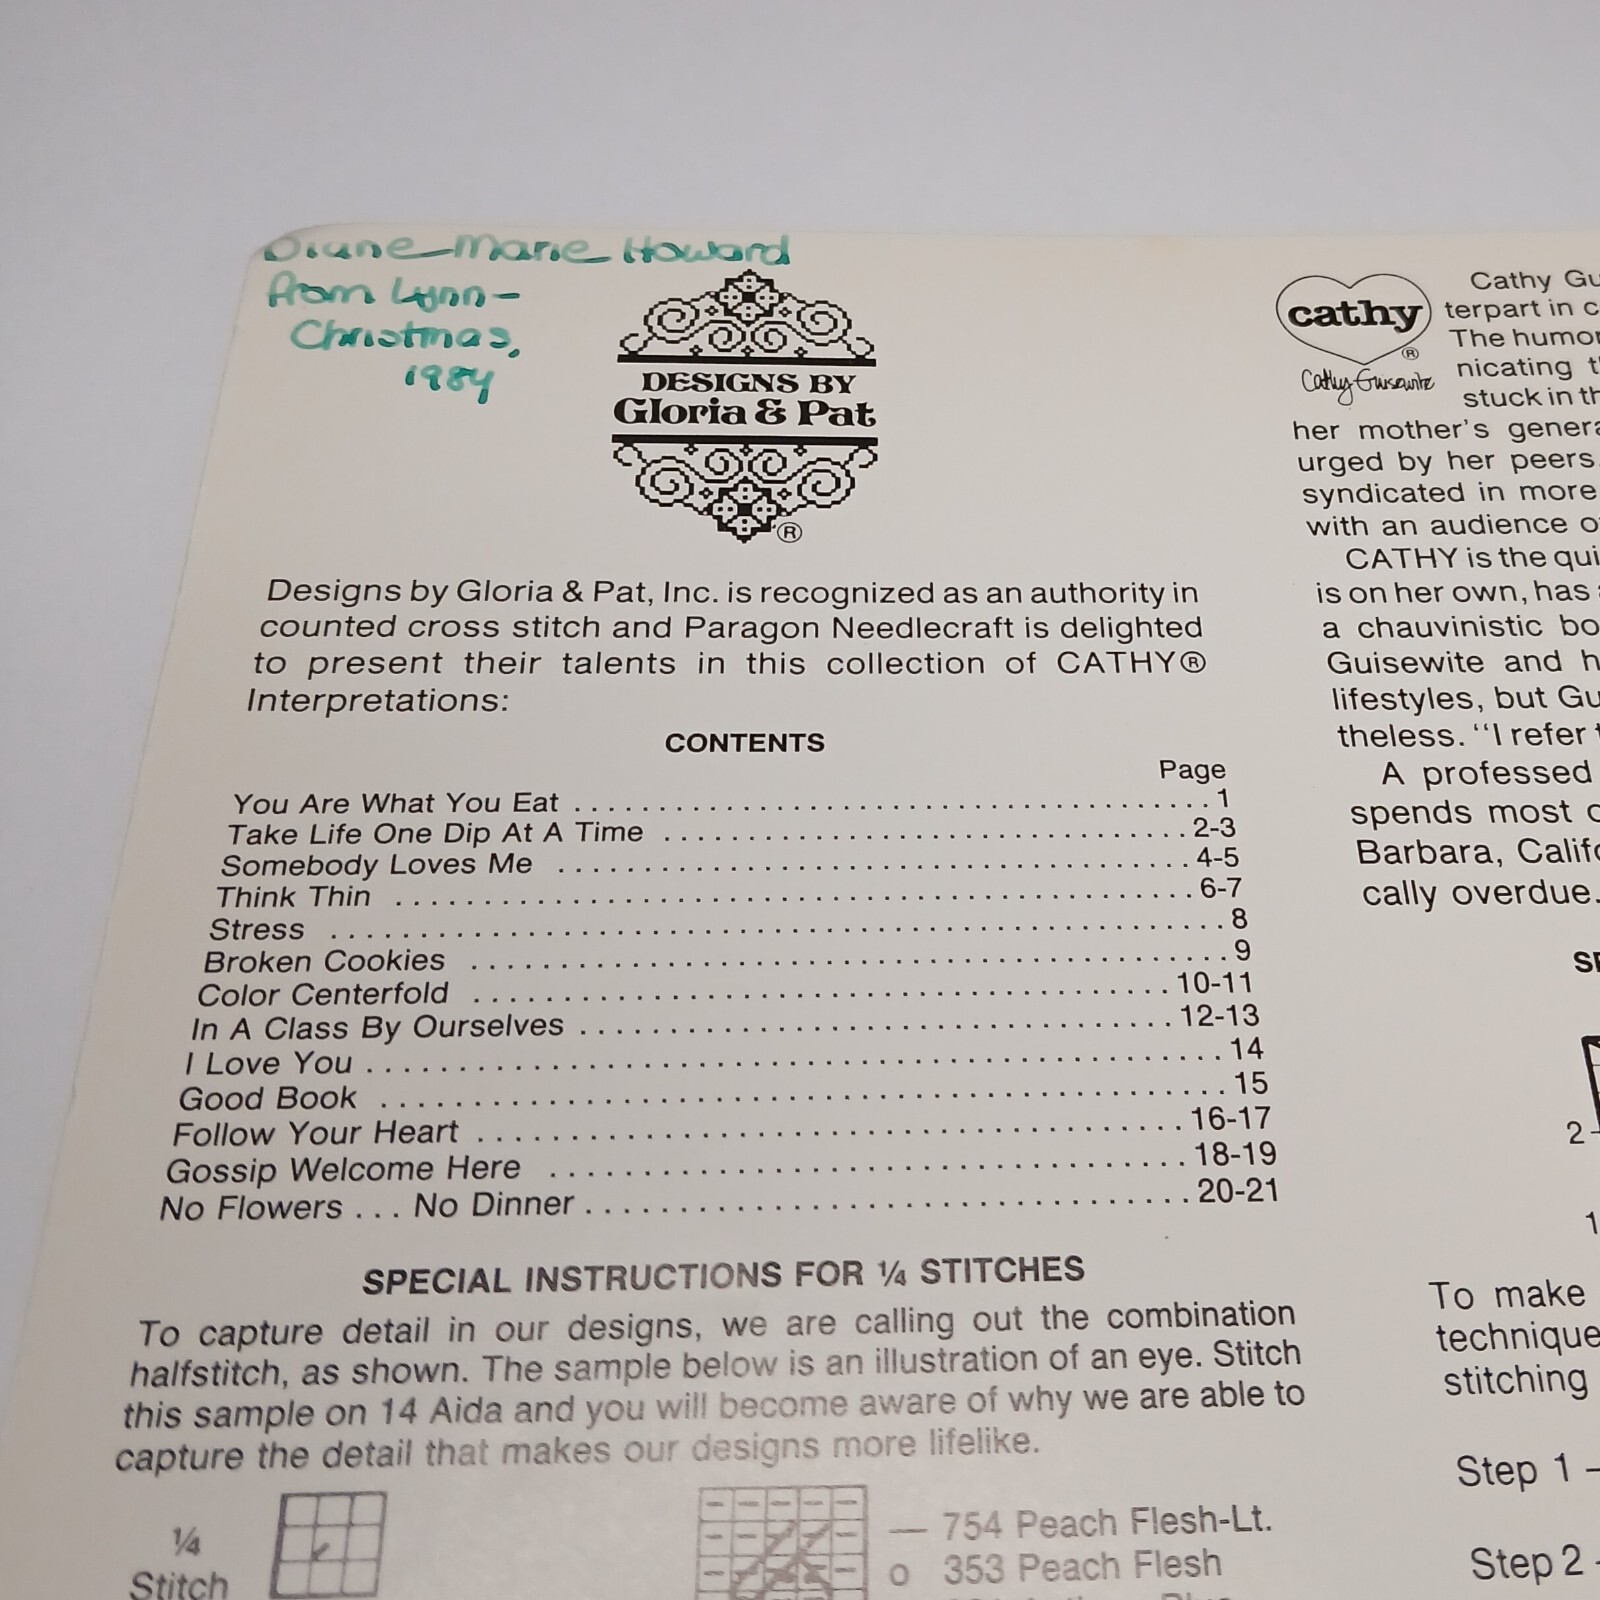 Diane Marie Howard
from Lynn-
Christmas,
1984
DESIGNS BY
Gloria & Pat
®
Designs by Gloria & Pat, Inc. is recognized as an authority in
counted cross stitch and Paragon Needlecraft is delighted
to present their talents in this collection of CATHY®
Interpretations:
CONTENTS
Page
You Are What You Eat . . . . . . . . . . . . . . . . . . . . . . . . . . . 1
Take Life One Dip At A Time . . . . . . . . . . . . . . . . . . . . . . 2-3
Somebody Loves Me . . . . . . . . . . . . . . . . . . . . . . . . . . . 4-5
Think Thin . . . . . . . . . . . . . . . . . . . . . . . . . . . . . . . . . . 6-7
Stress . . . . . . . . . . . . . . . . . . . . . . . . . . . . . . . . . . . . . . 8
Broken Cookies . . . . . . . . . . . . . . . . . . . . . . . . . . . . . . . . 9
Color Centerfold . . . . . . . . . . . . . . . . . . . . . . . . . . . . . 10-11
In A Class By Ourselves . . . . . . . . . . . . . . . . . . . . . . . . . 12-13
I Love You . . . . . . . . . . . . . . . . . . . . . . . . . . . . . . . . . . . . 14
Good Book . . . . . . . . . . . . . . . . . . . . . . . . . . . . . . . . . . . 15
Follow Your Heart . . . . . . . . . . . . . . . . . . . . . . . . . . . . . . 16-17
Gossip Welcome Here . . . . . . . . . . . . . . . . . . . . . . . . . . . 18-19
No Flowers . . . No Dinner . . . . . . . . . . . . . . . . . . . . . . . . . 20-21
SPECIAL INSTRUCTIONS FOR ¼ STITCHES
To capture detail in our designs, we are calling out the combination
halfstitch, as shown. The sample below is an illustration of an eye. Stitch
this sample on 14 Aida and you will become aware of why we are able to
capture the detail that makes our designs more lifelike.
¼
Stitch
— 754 Peach Flesh-Lt.
o 353 Peach Flesh
cathy
®
Cathy Guisewite
Cathy Gu
terpart in c
The humor
nicating t
stuck in th
her mother's genera
urged by her peers.
syndicated in more
with an audience o
CATHY is the qui
is on her own, has
a chauvinistic bo
Guisewite and h
lifestyles, but Gu
theless. "I refer
A professed
spends most o
Barbara, Califo
cally overdue.
2
1
To make
technique
stitching
Step 1 -
Step 2 -